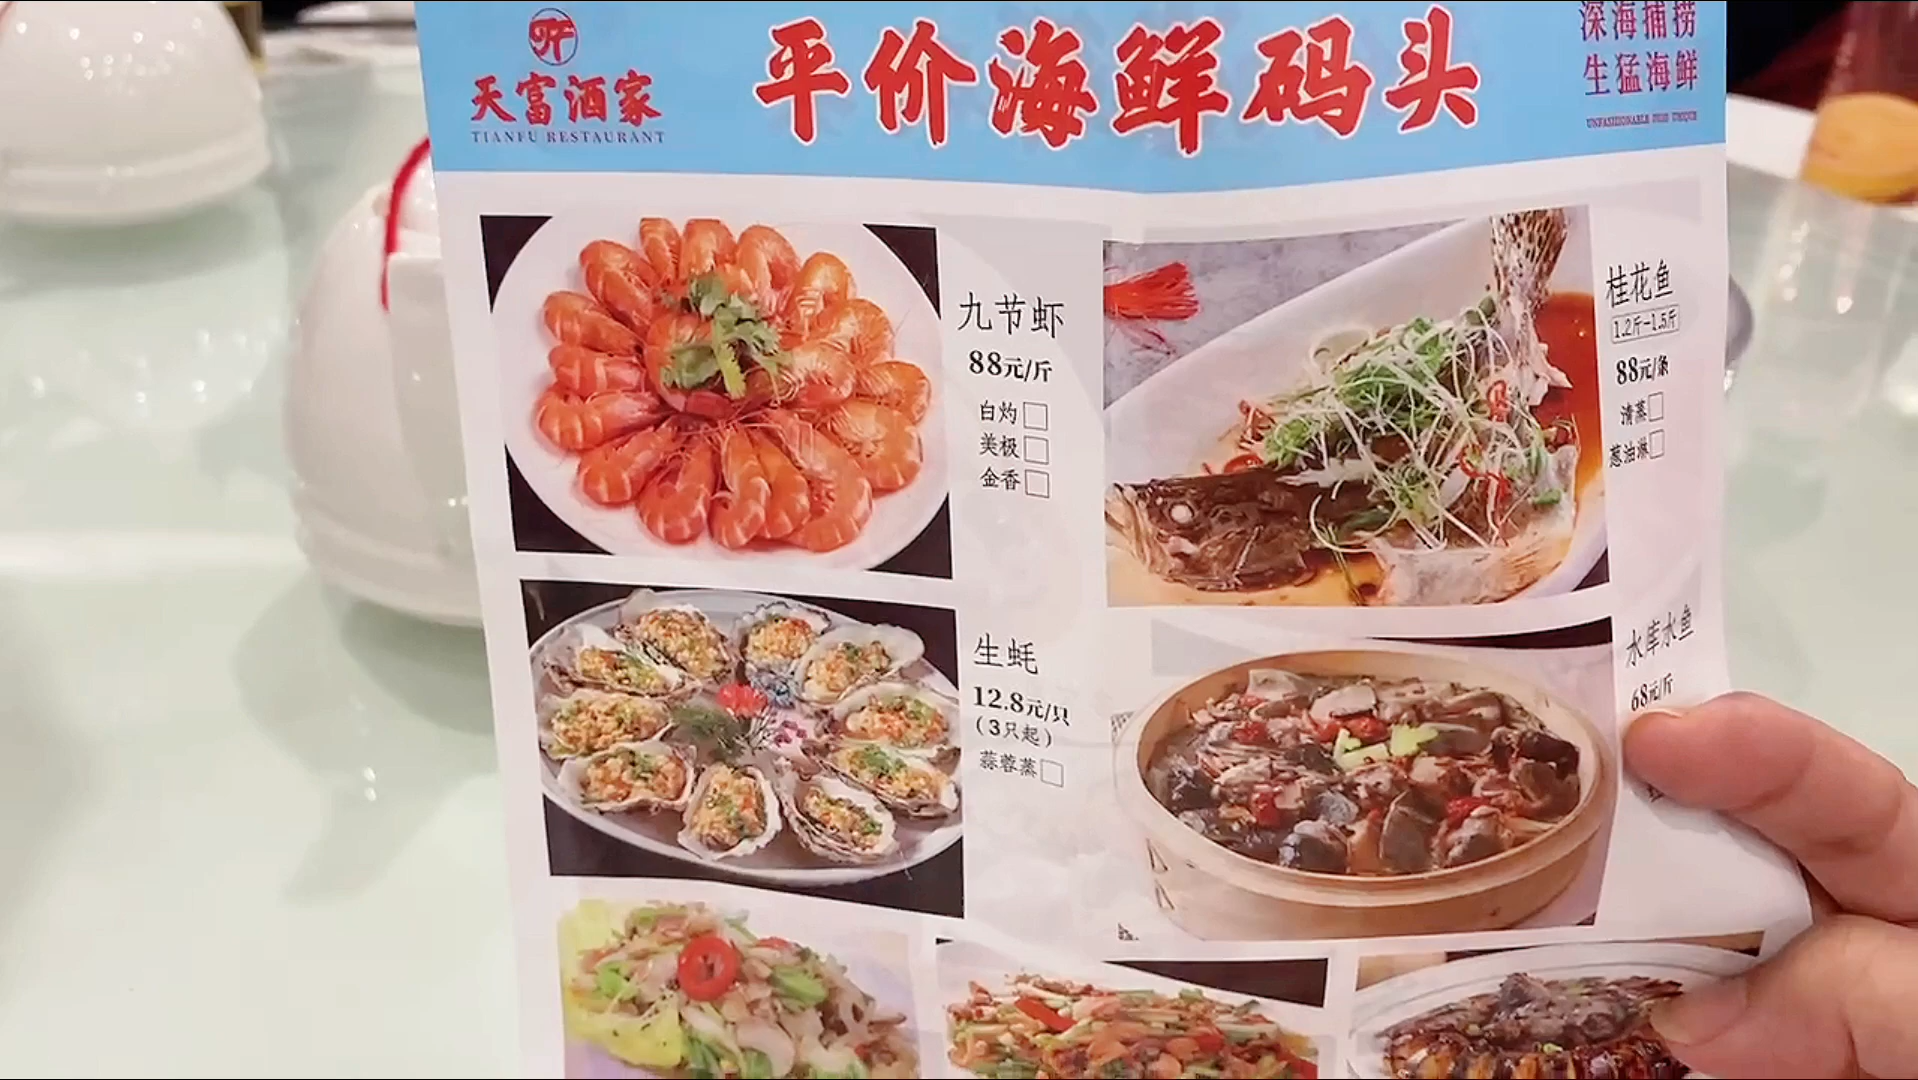 天富酒家
TIANFU RESTAURANT
平价海鲜码头
深海捕捞
生猛海鲜
九节虾
88元/斤
白灼
美极
金香
桂花鱼
1.2斤-1.5斤
88元/条
清蒸
葱油淋
生蚝
12.8元/只
(3只起)
蒜蓉蒸
水库水鱼
68元/斤